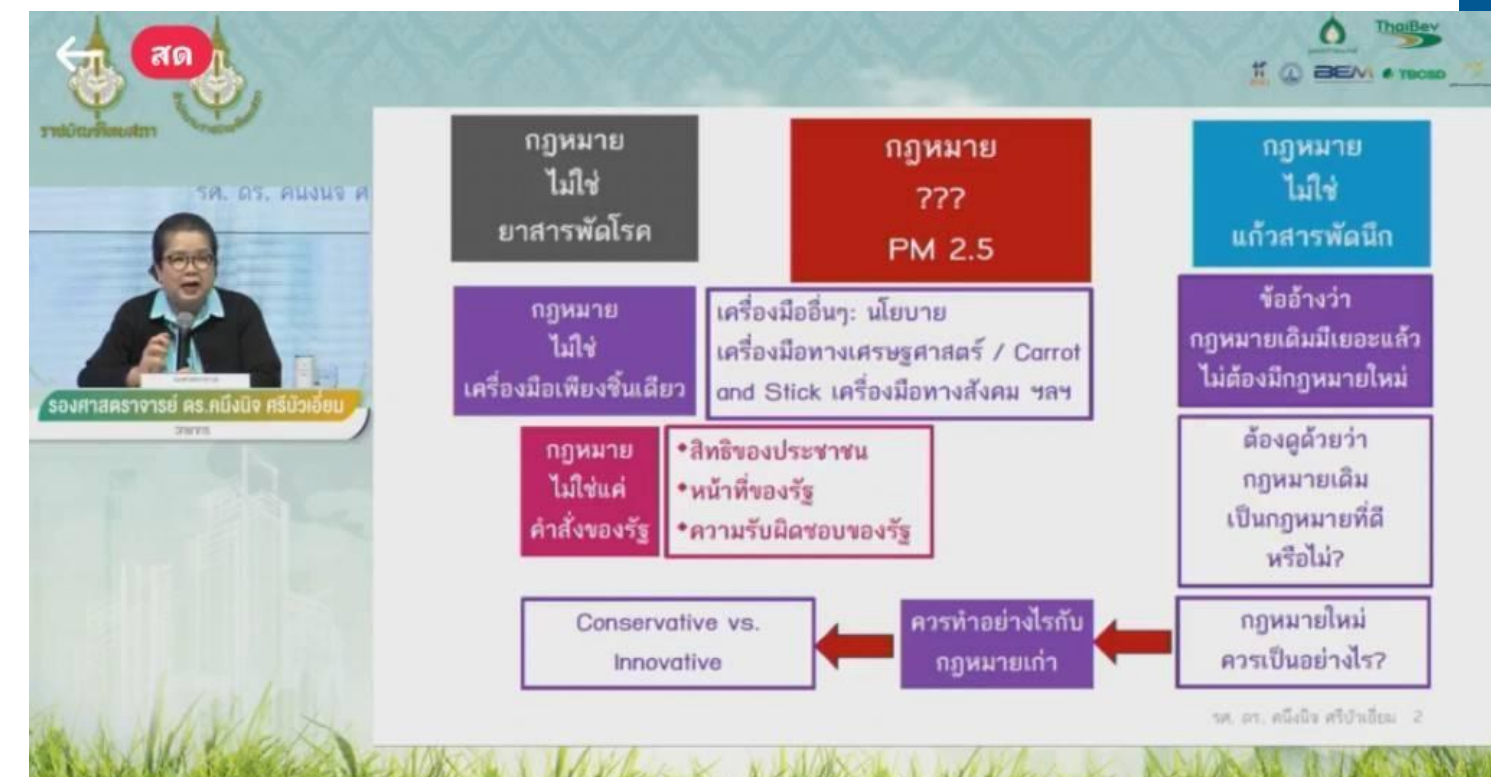 สด
ราชบัณฑิตยสภา
ThaiBev
BEM
TBCSD
รศ. ดร. คนึงนิจ ศ
รองศาสตราจารย์ ดร.คนึงนิจ ศรีบัวเอี่ยม
วิทยากร
กฎหมาย
ไม่ใช่
ยาสารพัดโรค
กฎหมาย
???
PM 2.5
กฎหมาย
ไม่ใช่
แก้วสารพัดนึก
กฎหมาย
ไม่ใช่
เครื่องมือเพียงชิ้นเดียว
เครื่องมืออื่นๆ: นโยบาย
เครื่องมือทางเศรษฐศาสตร์ / Carrot
and Stick เครื่องมือทางสังคม ฯลฯ
ข้ออ้างว่า
กฎหมายเดิมมีเยอะแล้ว
ไม่ต้องมีกฎหมายใหม่
กฎหมาย
ไม่ใช่แค่
คำสั่งของรัฐ
•สิทธิของประชาชน
•หน้าที่ของรัฐ
•ความรับผิดชอบของรัฐ
ต้องดูด้วยว่า
กฎหมายเดิม
เป็นกฎหมายที่ดี
หรือไม่?
Conservative vs.
Innovative
ควรทำอย่างไรกับ
กฎหมายเก่า
กฎหมายใหม่
ควรเป็นอย่างไร?
รศ. ดร. คนึงนิจ ศรีบัวเอี่ยม 2